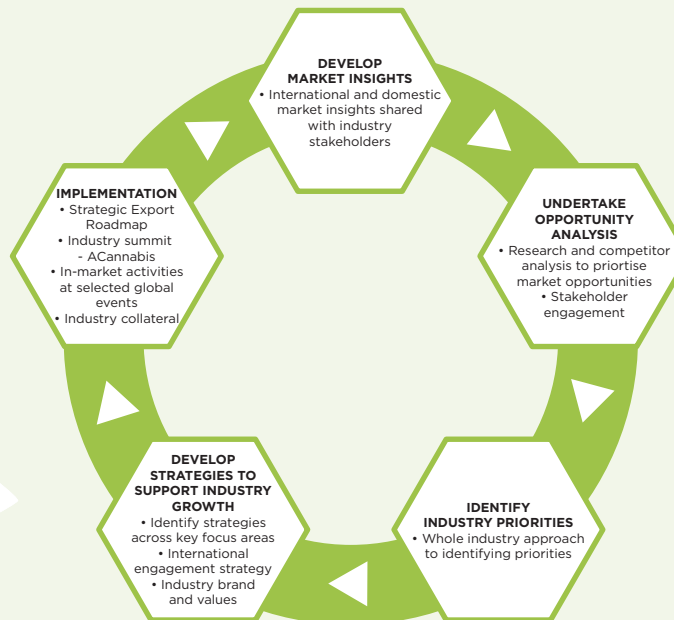 DEVELOP
MARKET INSIGHTS
• International and domestic
market insights shared
with industry
stakeholders
UNDERTAKE
OPPORTUNITY
ANALYSIS
• Research and competitor
analysis to priortise
market opportunities
• Stakeholder
engagement
IDENTIFY
INDUSTRY PRIORITIES
• Whole industry approach
to identifying priorities
DEVELOP
STRATEGIES TO
SUPPORT INDUSTRY
GROWTH
• Identify strategies
across key focus areas
• International
engagement strategy
• Industry brand
and values
IMPLEMENTATION
• Strategic Export
Roadmap
• Industry summit
- ACannabis
• In-market activities
at selected global
events
• Industry collateral